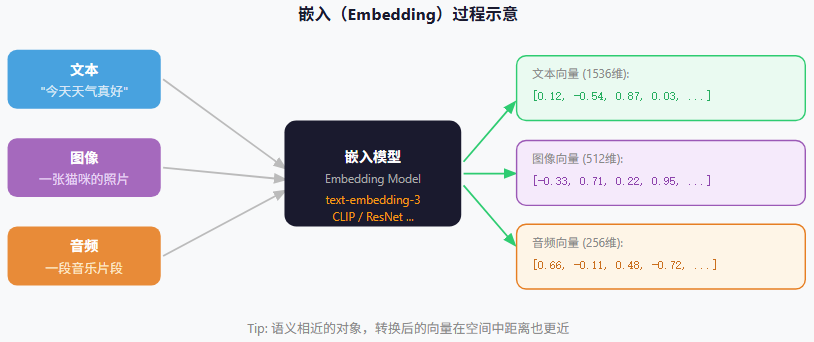 嵌入（Embedding）过程示意
文本
"今天天气真好"
图像
一张猫咪的照片
音频
一段音乐片段
嵌入模型
Embedding Model
text-embedding-3
CLIP / ResNet ...
文本向量 (1536维):
[0.12, -0.54, 0.87, 0.03, ...]
图像向量 (512维):
[-0.33, 0.71, 0.22, 0.95, ...]
音频向量 (256维):
[0.66, -0.11, 0.48, -0.72, ...]
Tip: 语义相近的对象，转换后的向量在空间中距离也更近